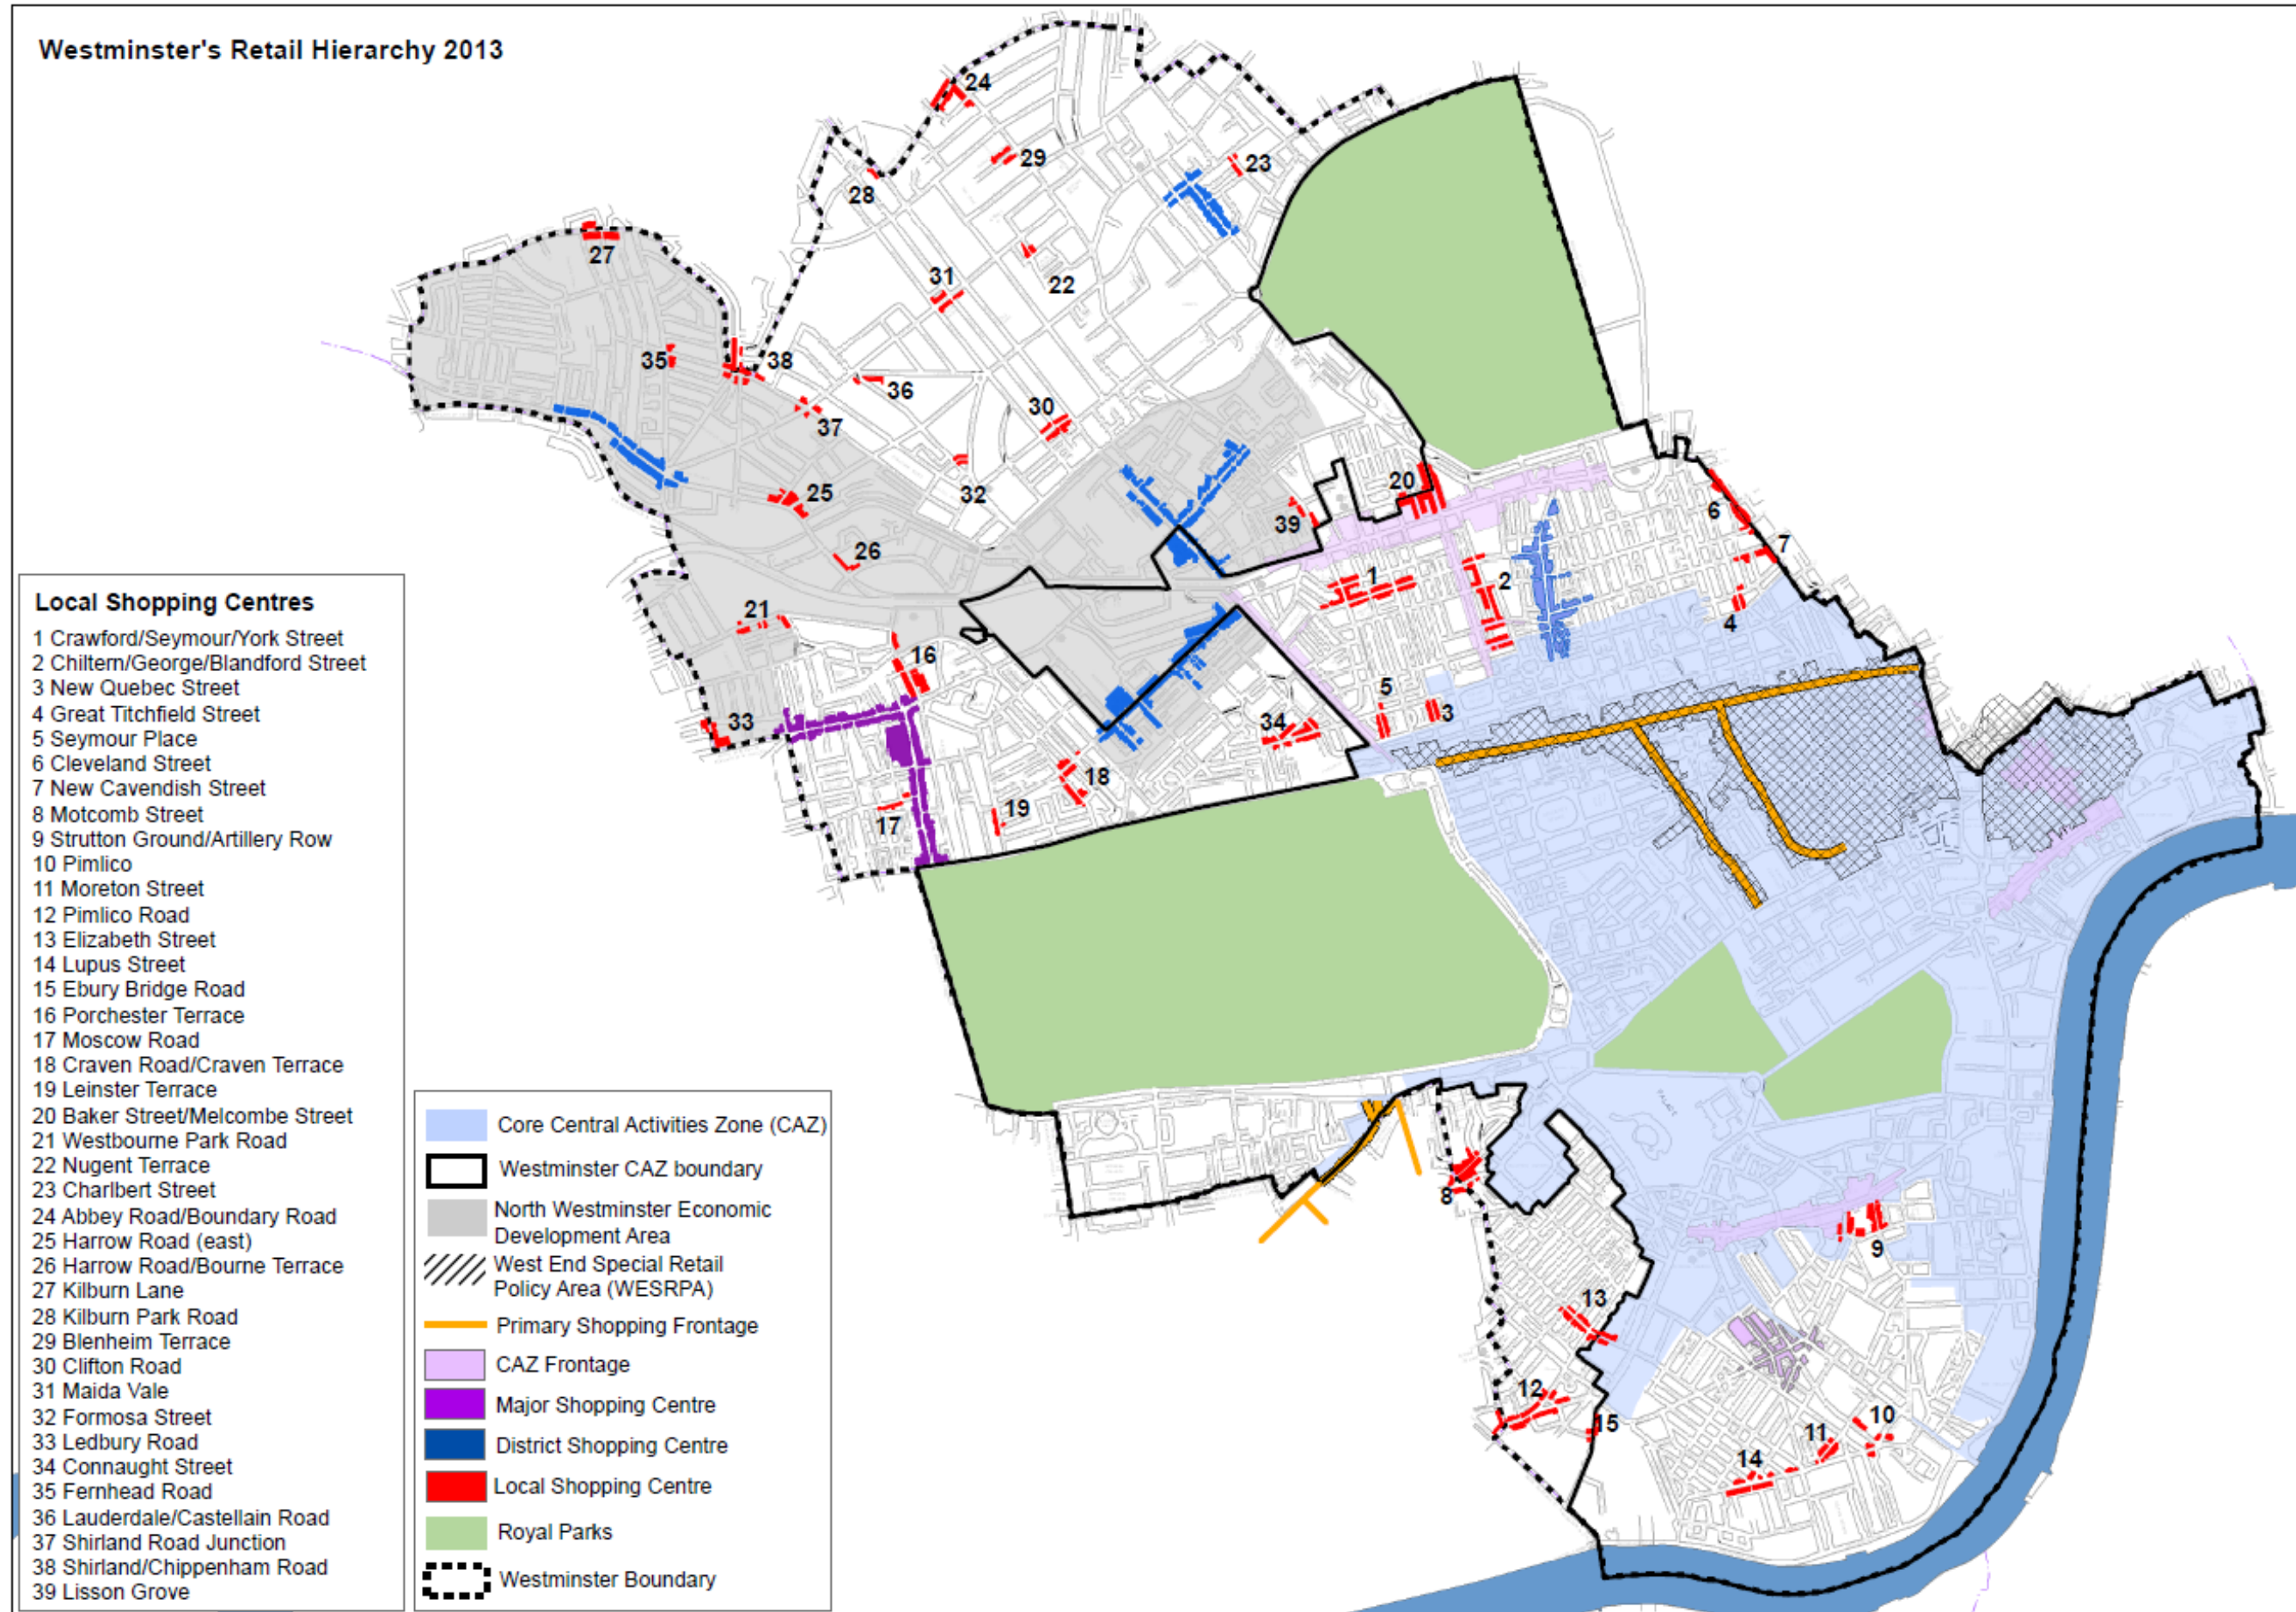 Westminster's Retail Hierarchy 2013
24
29
23
28
27
22
31
35
38
36
37
30
32
25
20
39
6
26
7
1
2
4
21
16
5
3
33
34
18
19
17
8
9
13
12
15
10
11
14
PALACE
Local Shopping Centres
1 Crawford/Seymour/York Street
2 Chiltern/George/Blandford Street
3 New Quebec Street
4 Great Titchfield Street
5 Seymour Place
6 Cleveland Street
7 New Cavendish Street
8 Motcomb Street
9 Strutton Ground/Artillery Row
10 Pimlico
11 Moreton Street
12 Pimlico Road
13 Elizabeth Street
14 Lupus Street
15 Ebury Bridge Road
16 Porchester Terrace
17 Moscow Road
18 Craven Road/Craven Terrace
19 Leinster Terrace
20 Baker Street/Melcombe Street
21 Westbourne Park Road
22 Nugent Terrace
23 Charlbert Street
24 Abbey Road/Boundary Road
25 Harrow Road (east)
26 Harrow Road/Bourne Terrace
27 Kilburn Lane
28 Kilburn Park Road
29 Blenheim Terrace
30 Clifton Road
31 Maida Vale
32 Formosa Street
33 Ledbury Road
34 Connaught Street
35 Fernhead Road
36 Lauderdale/Castellain Road
37 Shirland Road Junction
38 Shirland/Chippenham Road
39 Lisson Grove
Core Central Activities Zone (CAZ)
Westminster CAZ boundary
North Westminster Economic
Development Area
West End Special Retail
Policy Area (WESRPA)
Primary Shopping Frontage
CAZ Frontage
Major Shopping Centre
District Shopping Centre
Local Shopping Centre
Royal Parks
Westminster Boundary